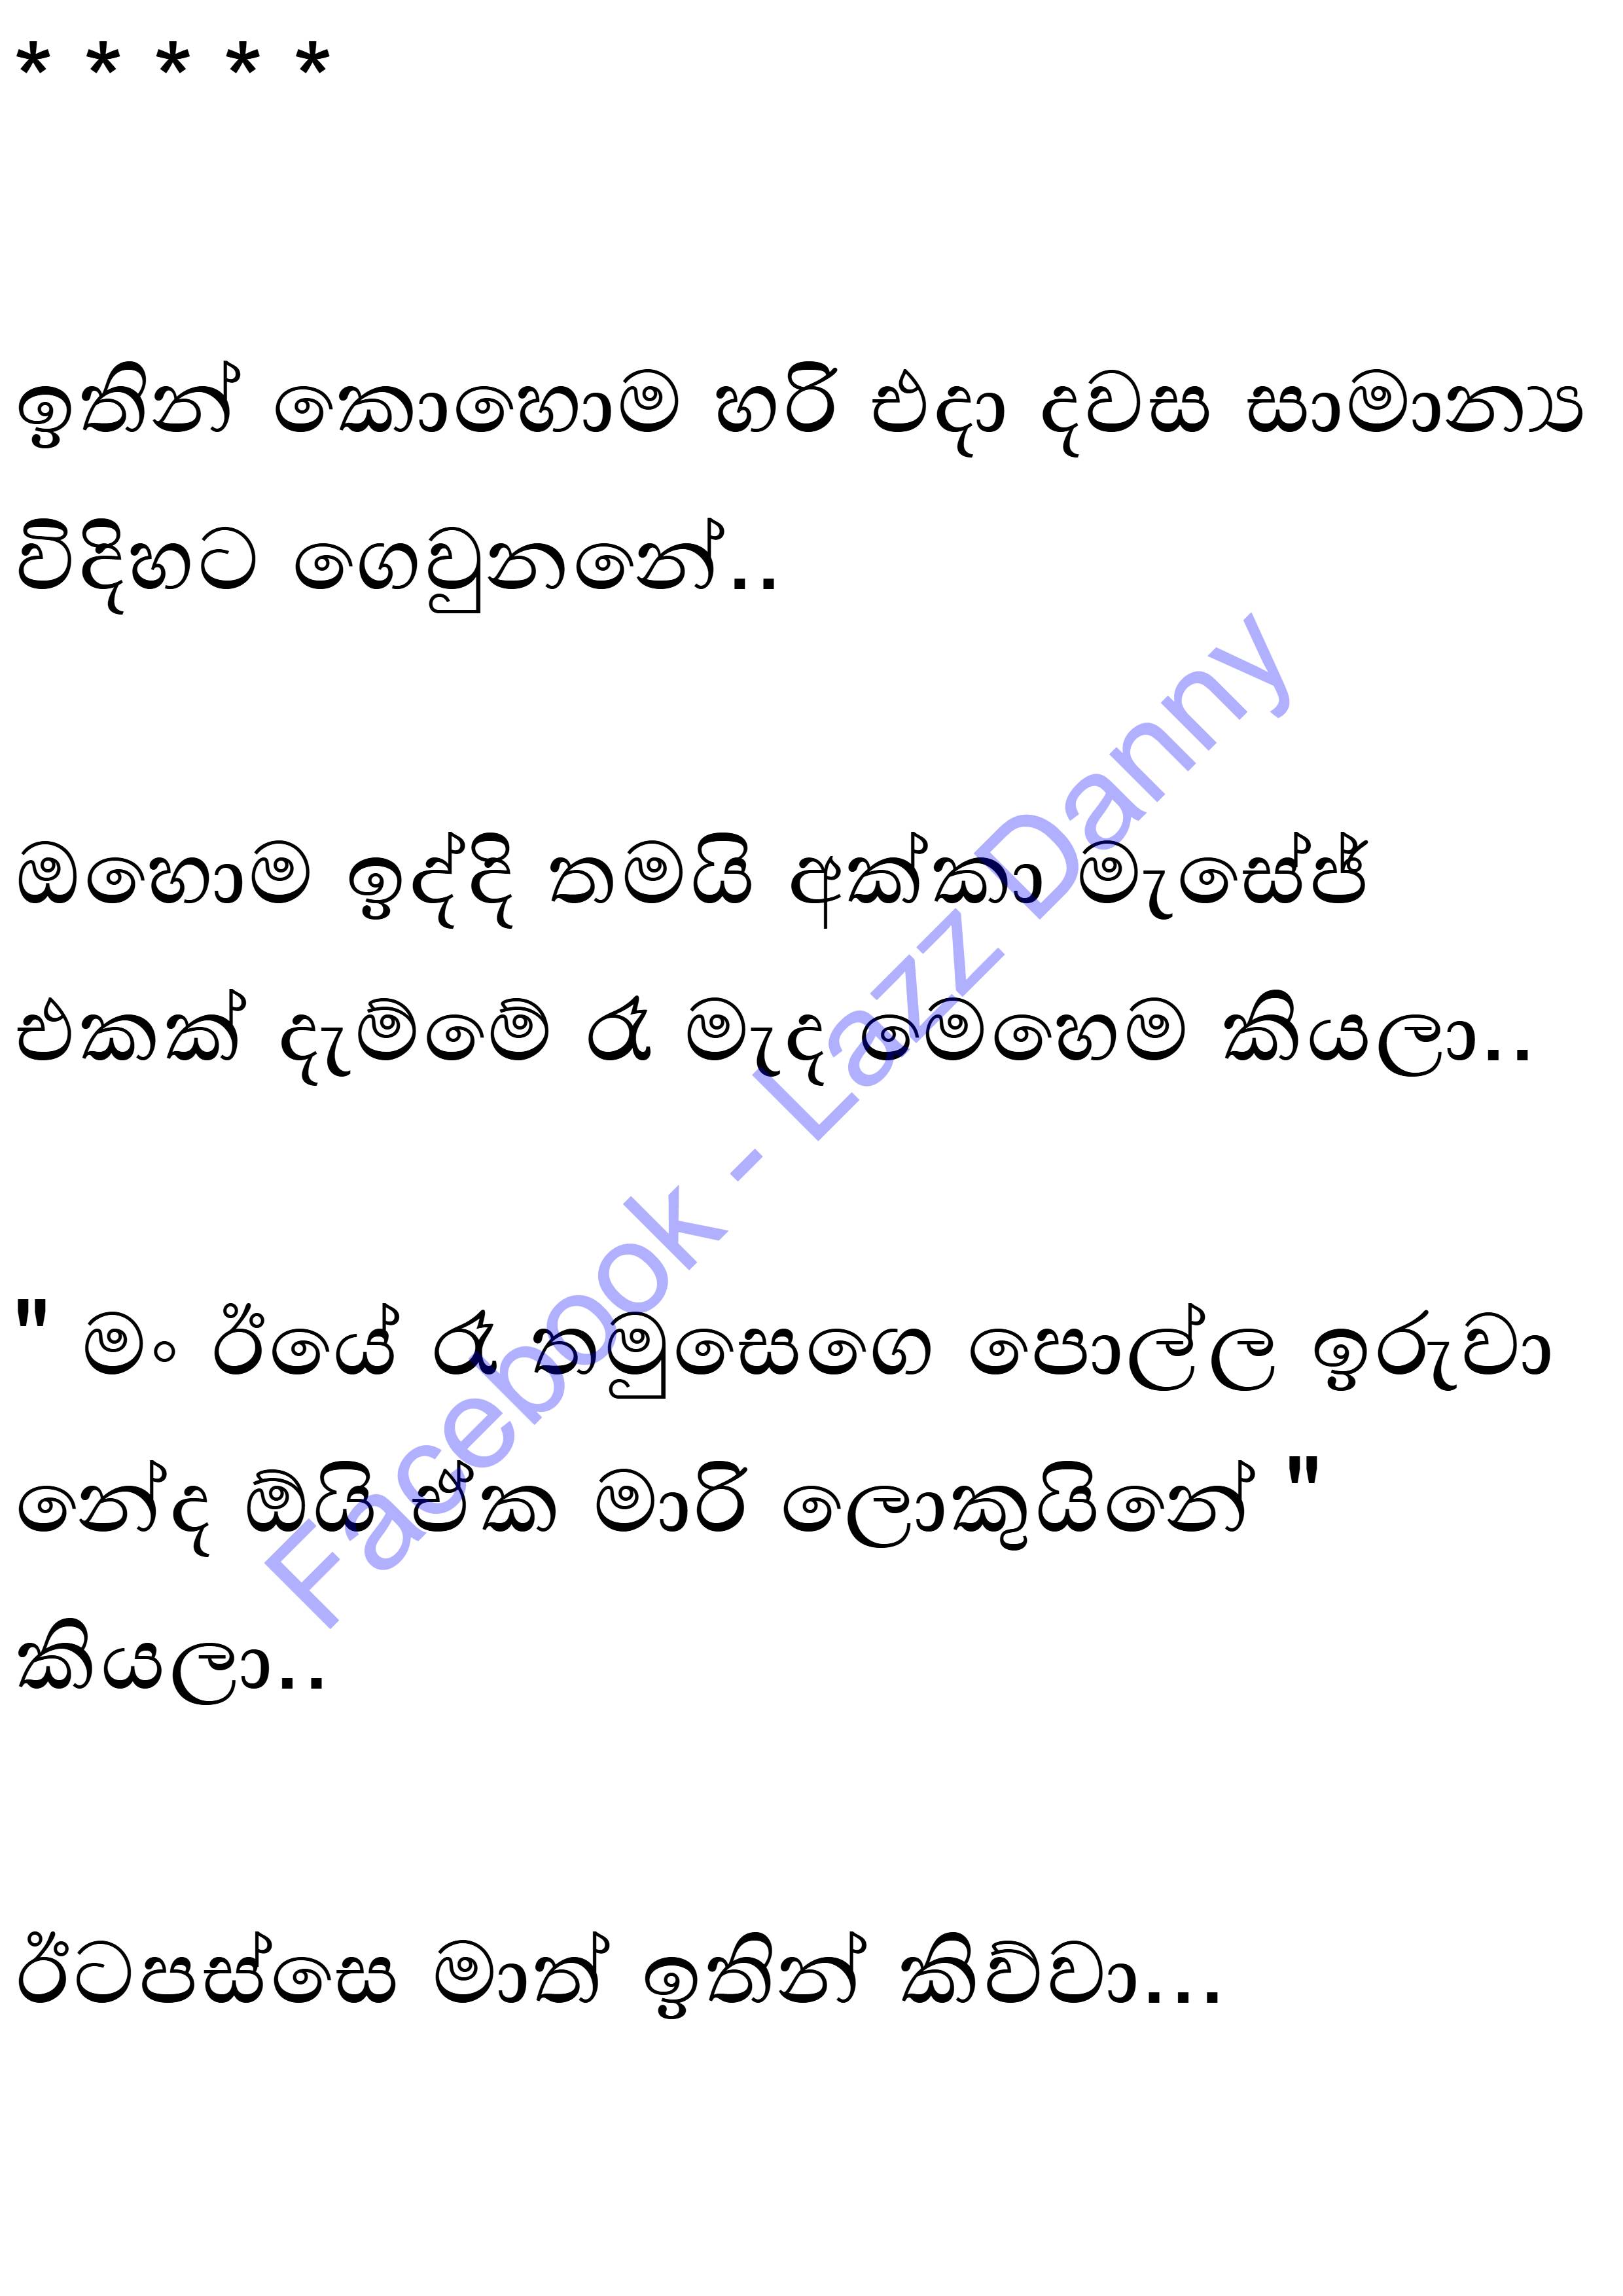 * * * * *
ඉතින් කොහොම හරි එදා දවස සාමාන්‍ය
විදිහට ගෙවුනනේ..
ඔහොම ඉද්දි තමයි අක්කා මැසේජ්
එකක් දැම්මේ රෑ මැද මෙහෙම කියලා..
" මං ඊයේ රෑ තමුසෙගෙ පොල්ල ඉරුවා
නේද ඕයි ඒක මාරි ලොකුයිනේ "
කියලා..
ඊටපස්සෙ මාත් ඉතින් කිව්වා...
Facebook - Lazz Danny